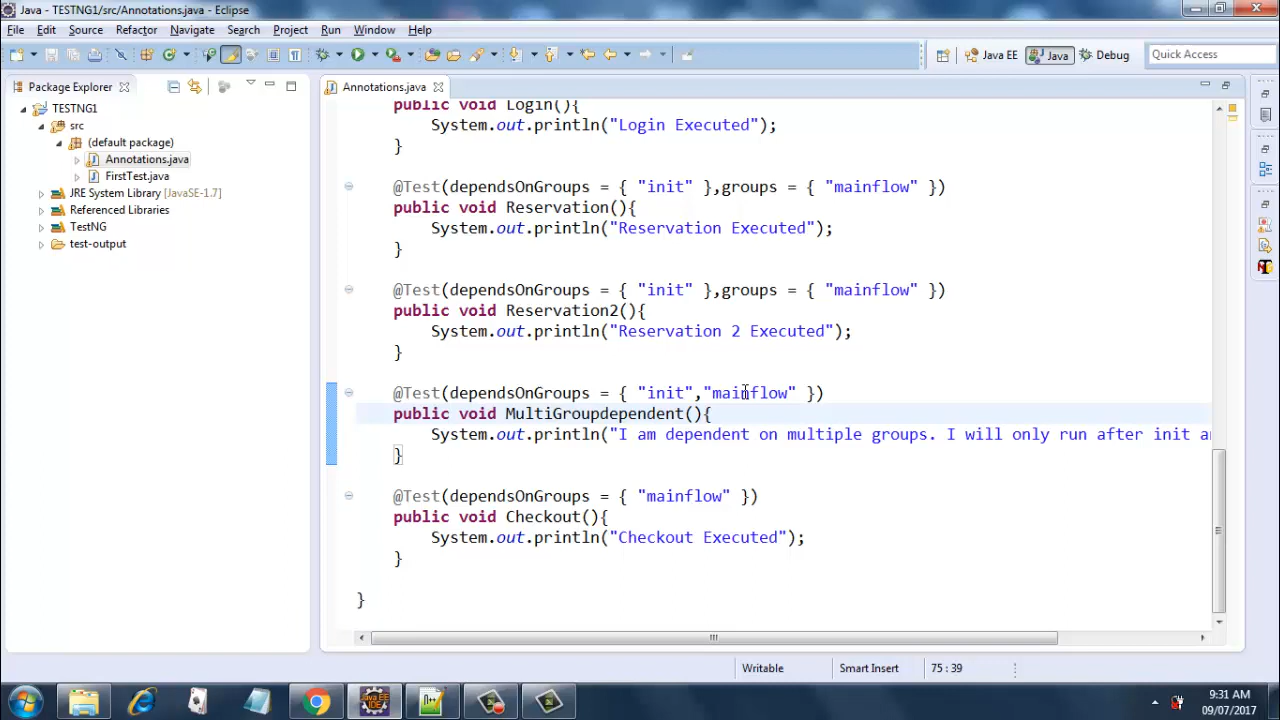 Java - TESTNG1/src/Annotations.java - Eclipse
File Edit Source Refactor Navigate Search Project Run Window Help
Java EE Java Debug Quick Access
Package Explorer
Annotations.java
TESTNG1
src
(default package)
Annotations.java
FirstTest.java
JRE System Library [JavaSE-1.7]
Referenced Libraries
TestNG
test-output
public void Login(){
System.out.println("Login Executed");
}
@Test(dependsOnGroups = { "init" },groups = { "mainflow" })
public void Reservation(){
System.out.println("Reservation Executed");
}
@Test(dependsOnGroups = { "init" },groups = { "mainflow" })
public void Reservation2(){
System.out.println("Reservation 2 Executed");
}
@Test(dependsOnGroups = { "init","mainflow" })
public void MultiGroupdependent(){
System.out.println("I am dependent on multiple groups. I will only run after init a
}
@Test(dependsOnGroups = { "mainflow" })
public void Checkout(){
System.out.println("Checkout Executed");
}
}
Writable Smart Insert 75 : 39
Java EE
IDE
9:31 AM
09/07/2017